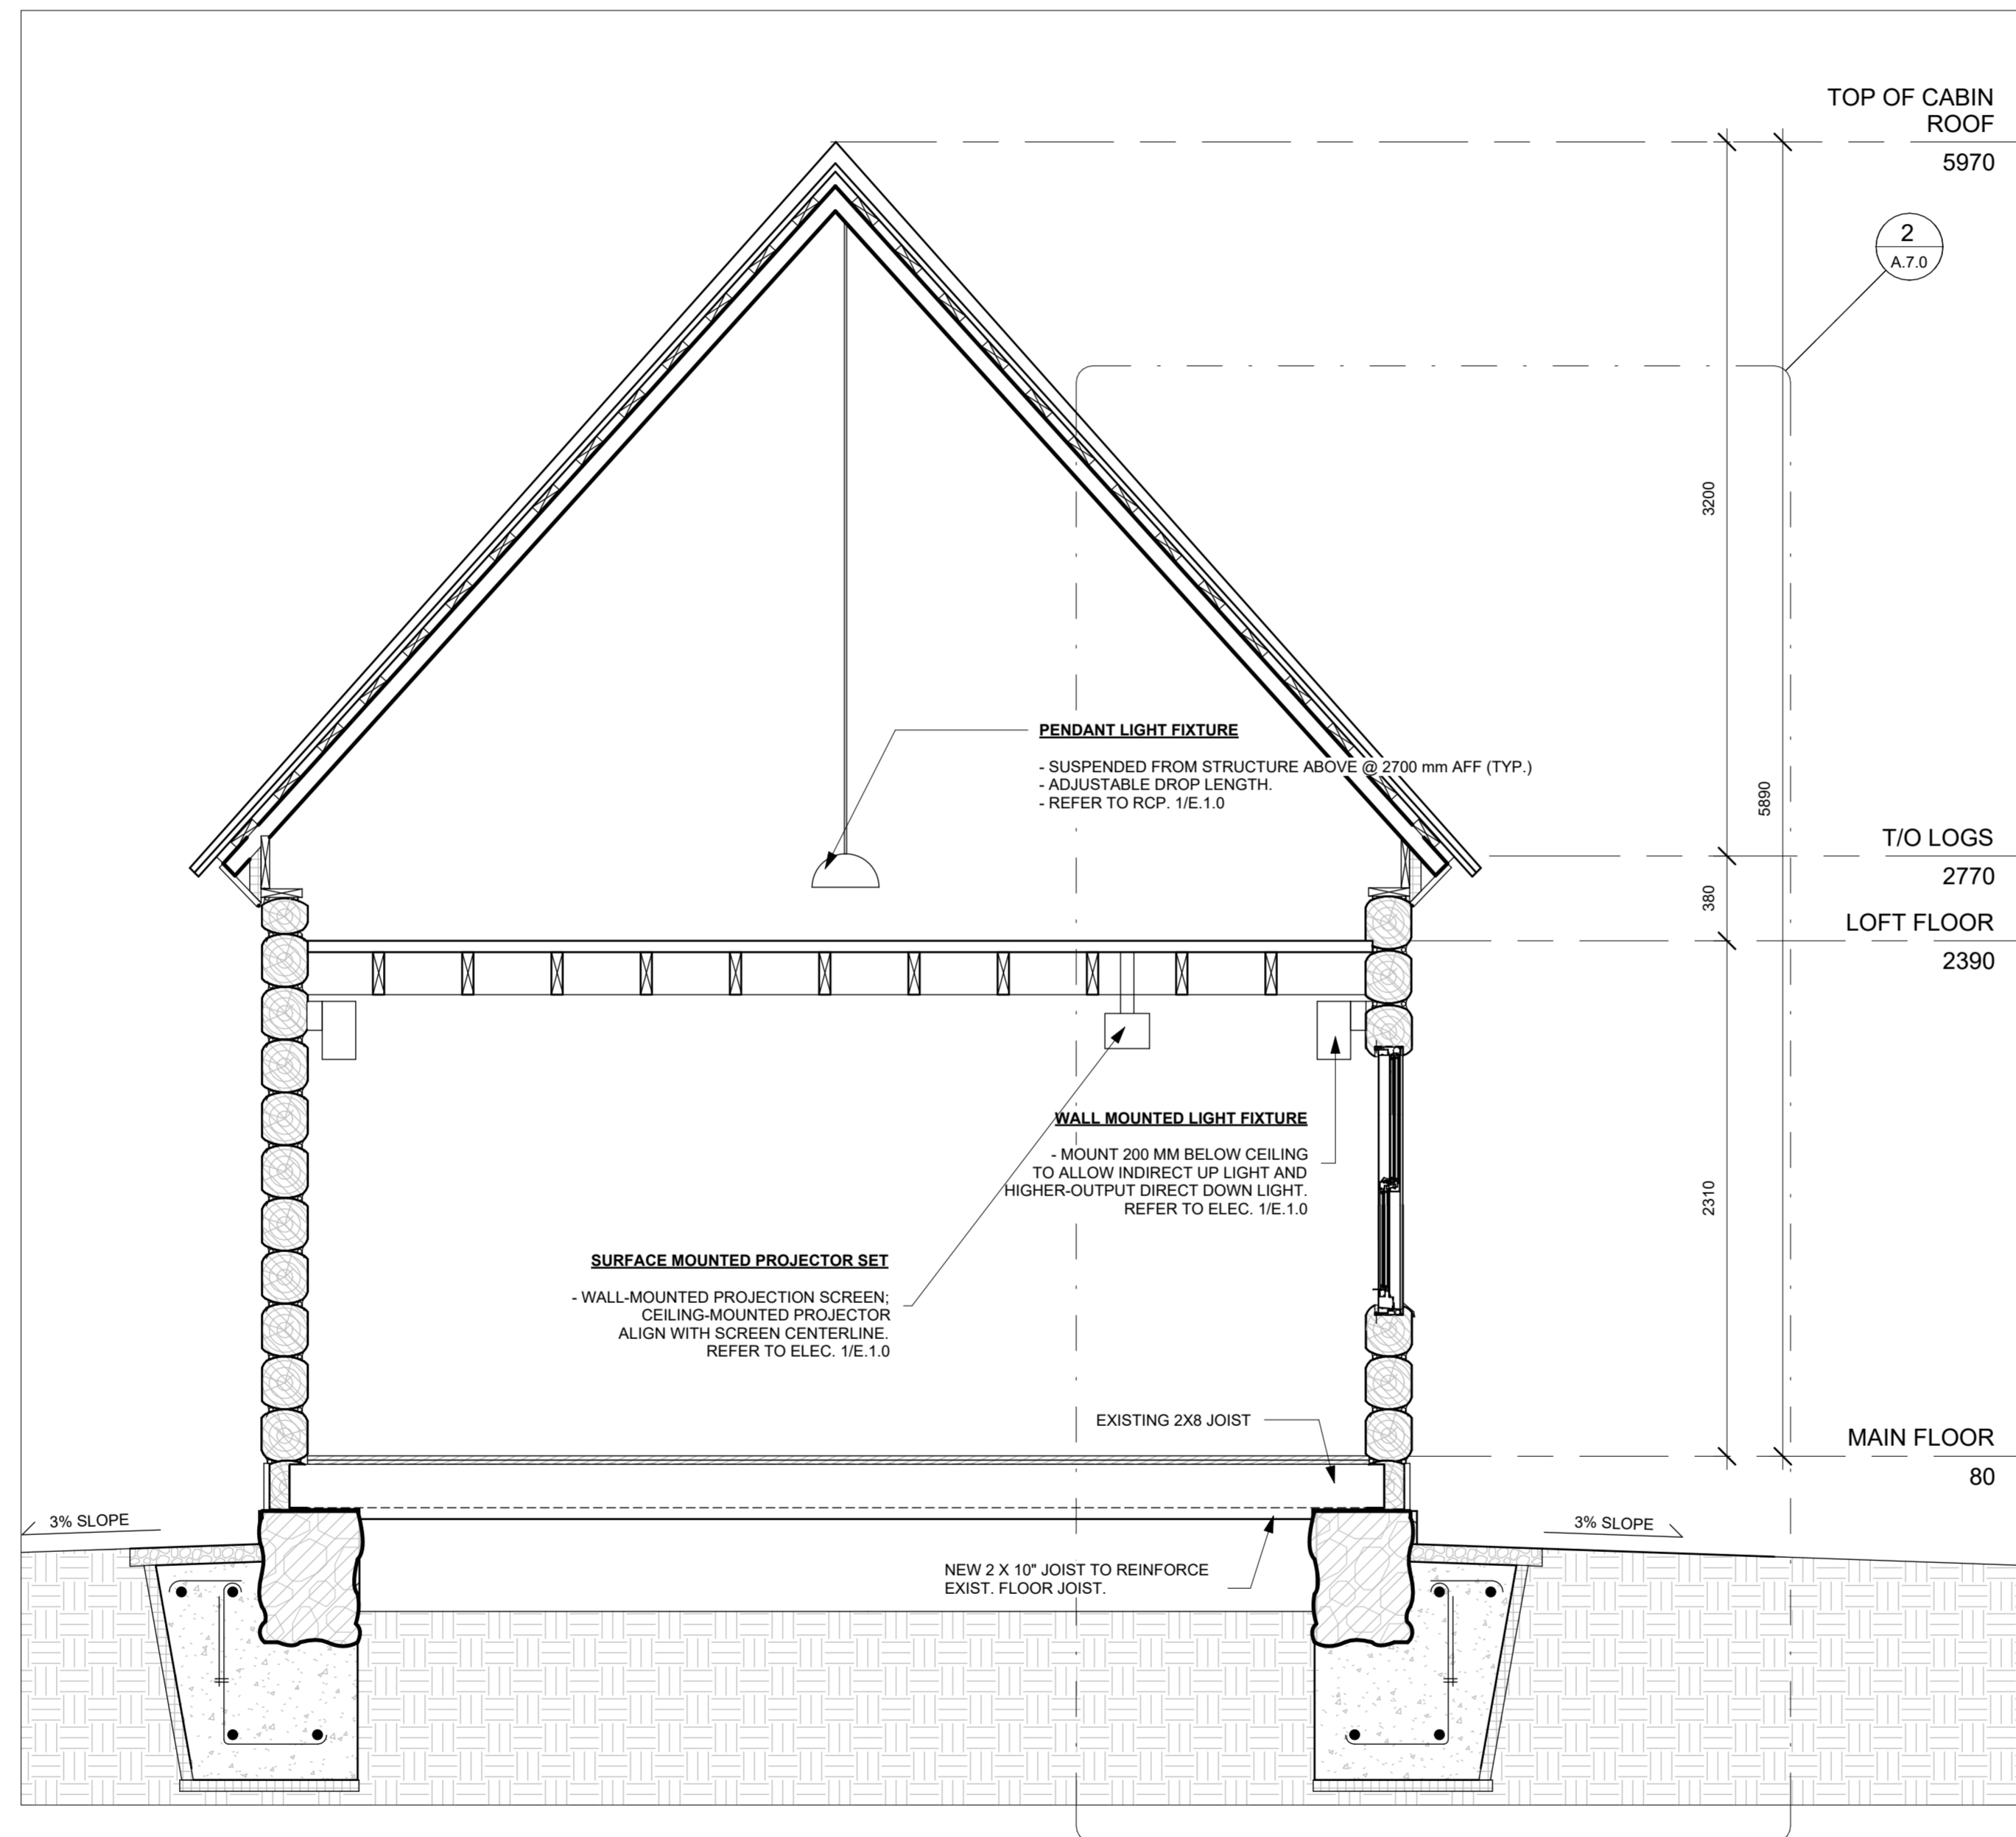 TOP OF CABIN
ROOF
5970
2
A.7.0
3200
PENDANT LIGHT FIXTURE
- SUSPENDED FROM STRUCTURE ABOVE @ 2700 mm AFF (TYP.)
- ADJUSTABLE DROP LENGTH.
- REFER TO RCP. 1/E.1.0
5890
T/O LOGS
2770
380
LOFT FLOOR
2390
WALL MOUNTED LIGHT FIXTURE
- MOUNT 200 MM BELOW CEILING
TO ALLOW INDIRECT UP LIGHT AND
HIGHER-OUTPUT DIRECT DOWN LIGHT.
REFER TO ELEC. 1/E.1.0
2310
SURFACE MOUNTED PROJECTOR SET
- WALL-MOUNTED PROJECTION SCREEN;
CEILING-MOUNTED PROJECTOR
ALIGN WITH SCREEN CENTERLINE.
REFER TO ELEC. 1/E.1.0
EXISTING 2X8 JOIST
MAIN FLOOR
80
3% SLOPE
3% SLOPE
NEW 2 X 10" JOIST TO REINFORCE
EXIST. FLOOR JOIST.